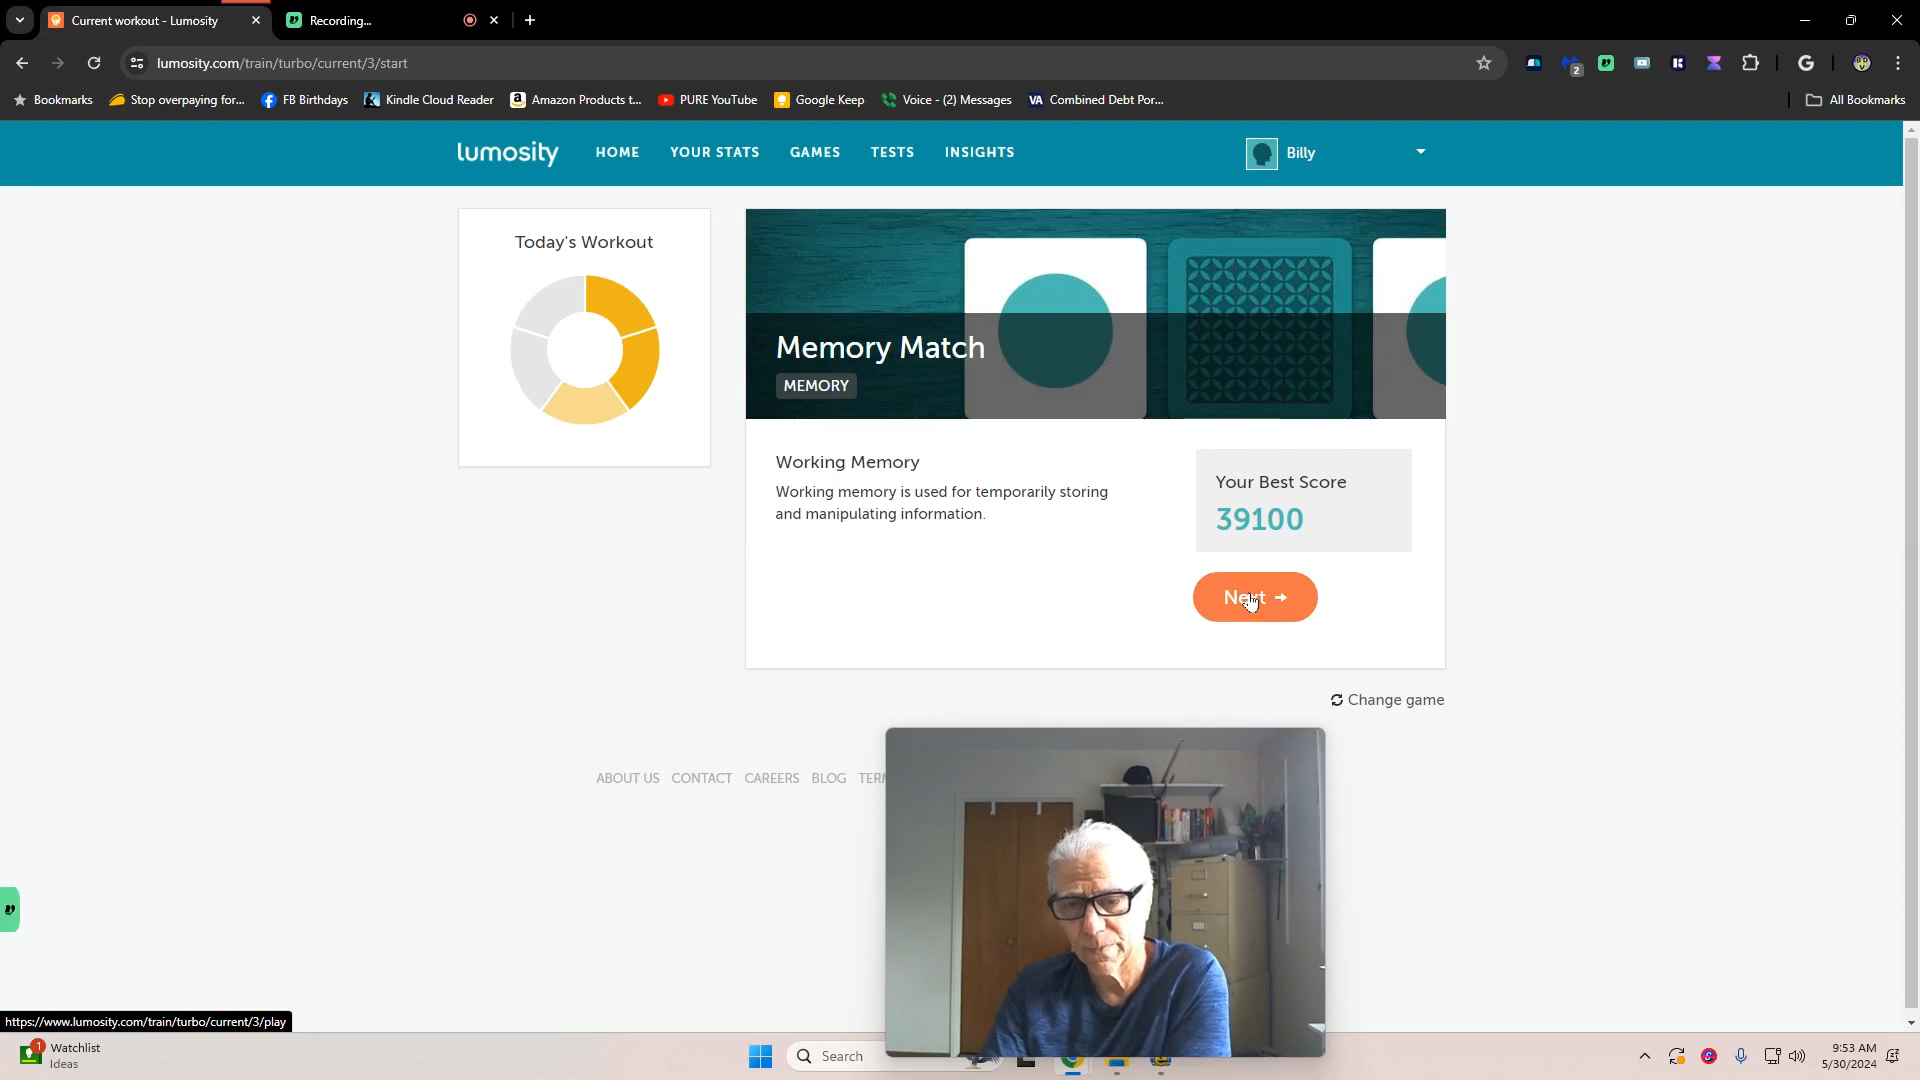 Current workout - Lumosity
Recording...
lumosity.com/train/turbo/current/3/start
2
Bookmarks
Stop overpaying for...
FB Birthdays
Kindle Cloud Reader
Amazon Products t...
PURE YouTube
Google Keep
Voice - (2) Messages
VA Combined Debt Por...
All Bookmarks
lumosity
HOME
YOUR STATS
GAMES
TESTS
INSIGHTS
Billy
Today's Workout
Memory Match
MEMORY
Working Memory
Working memory is used for temporarily storing
and manipulating information.
Your Best Score
39100
Next
Change game
ABOUT US
CONTACT
CAREERS
BLOG
https://www.lumosity.com/train/turbo/current/3/play
1
Watchlist
Ideas
Search
9:53 AM
5/30/2024